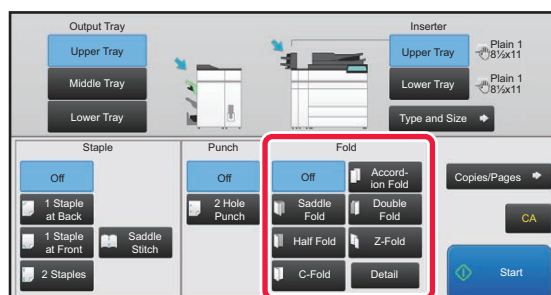 Output Tray
Inserter
Upper Tray
Upper Tray
Plain 1
8½x11
Middle Tray
Lower Tray
Plain 1
8½x11
Lower Tray
Type and Size
Staple
Punch
Fold
Off
Off
Off
Accord-
ion Fold
Copies/Pages
1 Staple
at Back
2 Hole
Punch
Saddle
Fold
Double
Fold
CA
1 Staple
at Front
Saddle
Stitch
Half Fold
Z-Fold
2 Staples
C-Fold
Detail
Start